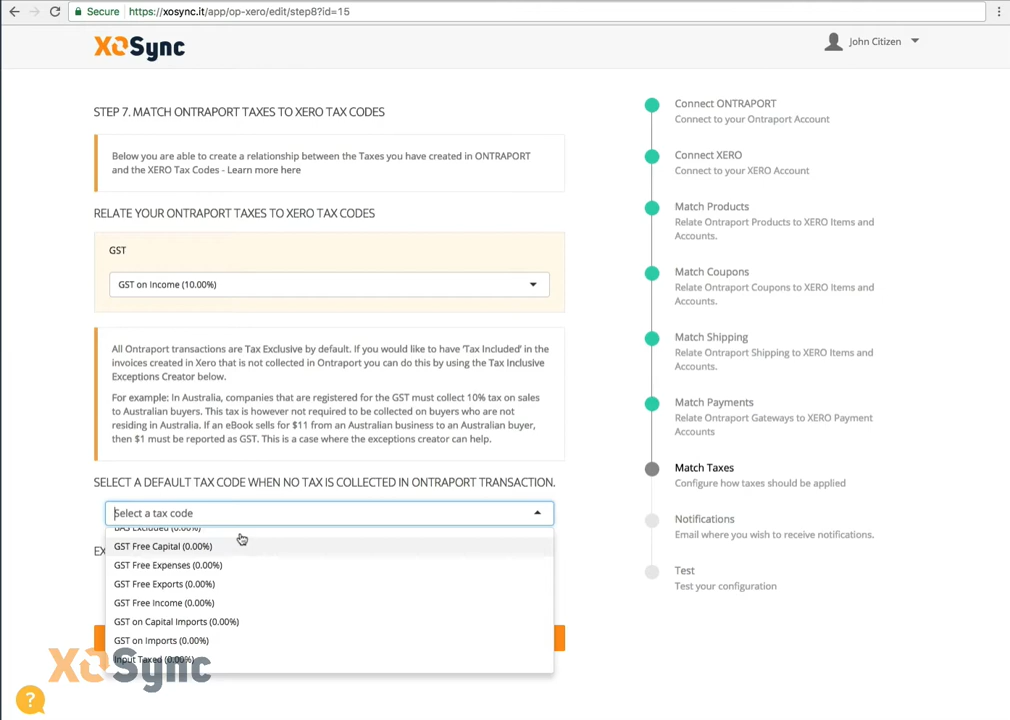 Secure https://xosync.it/app/op-xero/edit/step8?id=15
XOSync
John Citizen
STEP 7. MATCH ONTRAPORT TAXES TO XERO TAX CODES
Below you are able to create a relationship between the Taxes you have created in ONTRAPORT
and the XERO Tax Codes - Learn more here
RELATE YOUR ONTRAPORT TAXES TO XERO TAX CODES
GST
GST on Income (10.00%)
All Ontraport transactions are Tax Exclusive by default. If you would like to have 'Tax Included' in the
invoices created in Xero that is not collected in Ontraport you can do this by using the Tax Inclusive
Exceptions Creator below.
For example: In Australia, companies that are registered for the GST must collect 10% tax on sales
to Australian buyers. This tax is however not required to be collected on buyers who are not
residing in Australia. If an eBook sells for $11 from an Australian business to an Australian buyer,
then $1 must be reported as GST. This is a case where the exceptions creator can help.
SELECT A DEFAULT TAX CODE WHEN NO TAX IS COLLECTED IN ONTRAPORT TRANSACTION.
Select a tax code
BAS Excluded (0.00%)
EX
GST Free Capital (0.00%)
GST Free Expenses (0.00%)
GST Free Exports (0.00%)
GST Free Income (0.00%)
GST on Capital Imports (0.00%)
GST on Imports (0.00%)
Input Taxed (0.00%)
XOSync
?
Connect ONTRAPORT
Connect to your Ontraport Account
Connect XERO
Connect to your XERO Account
Match Products
Relate Ontraport Products to XERO Items and
Accounts.
Match Coupons
Relate Ontraport Coupons to XERO Items and
Accounts.
Match Shipping
Relate Ontraport Shipping to XERO Items and
Accounts.
Match Payments
Relate Ontraport Gateways to XERO Payment
Accounts
Match Taxes
Configure how taxes should be applied
Notifications
Email where you wish to receive notifications.
Test
Test your configuration